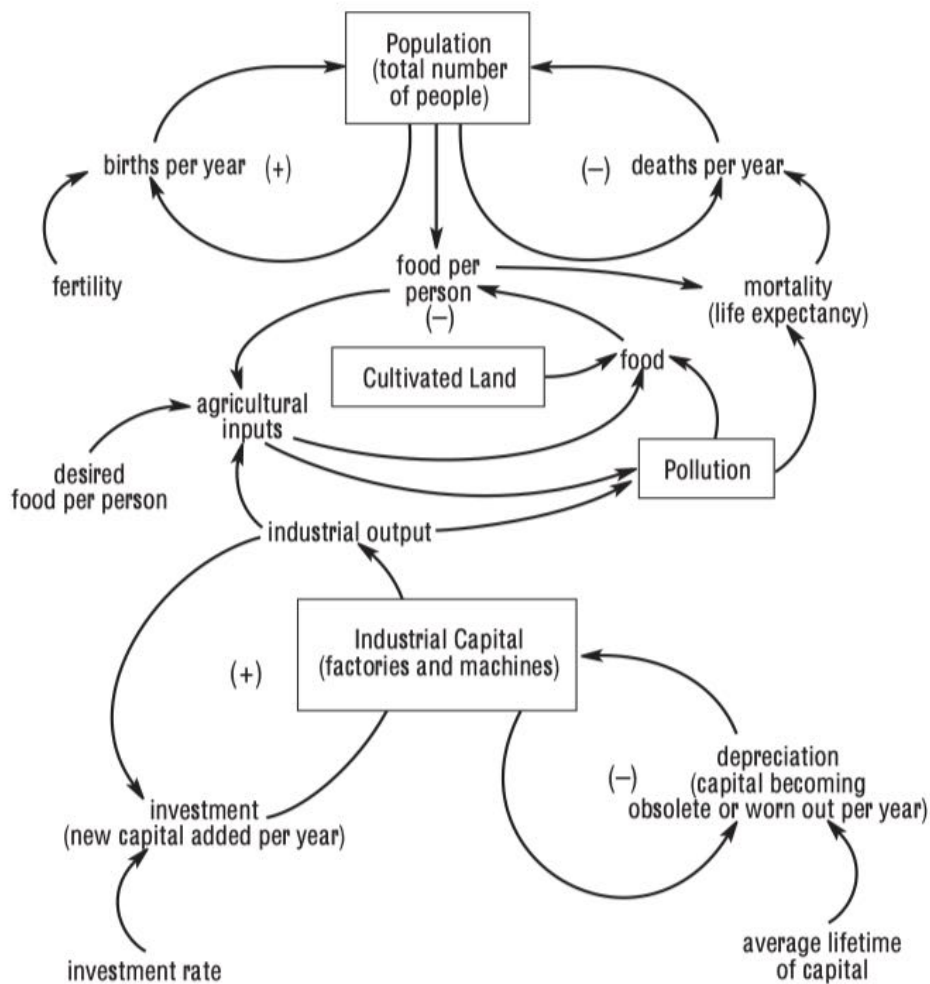 Population
(total number
of people)
births per year
(+)
(–)
deaths per year
fertility
food per
person
(–)
mortality
(life expectancy)
Cultivated Land
food
agricultural
inputs
desired
food per person
Pollution
industrial output
Industrial Capital
(factories and machines)
(+)
depreciation
(capital becoming
obsolete or worn out per year)
(–)
investment
(new capital added per year)
average lifetime
of capital
investment rate